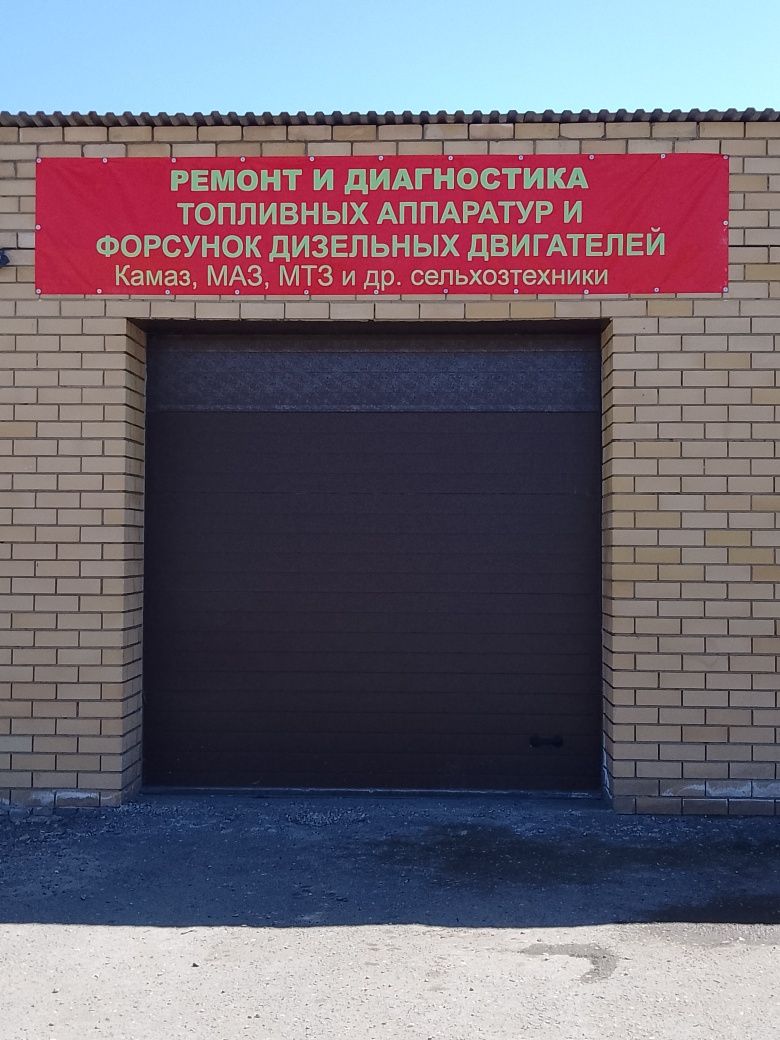 РЕМОНТ И ДИАГНОСТИКА
ТОПЛИВНЫХ АППАРАТУР И
ФОРСУНОК ДИЗЕЛЬНЫХ ДВИГАТЕЛЕЙ
Камаз, МАЗ, МТЗ и др. сельхозтехники